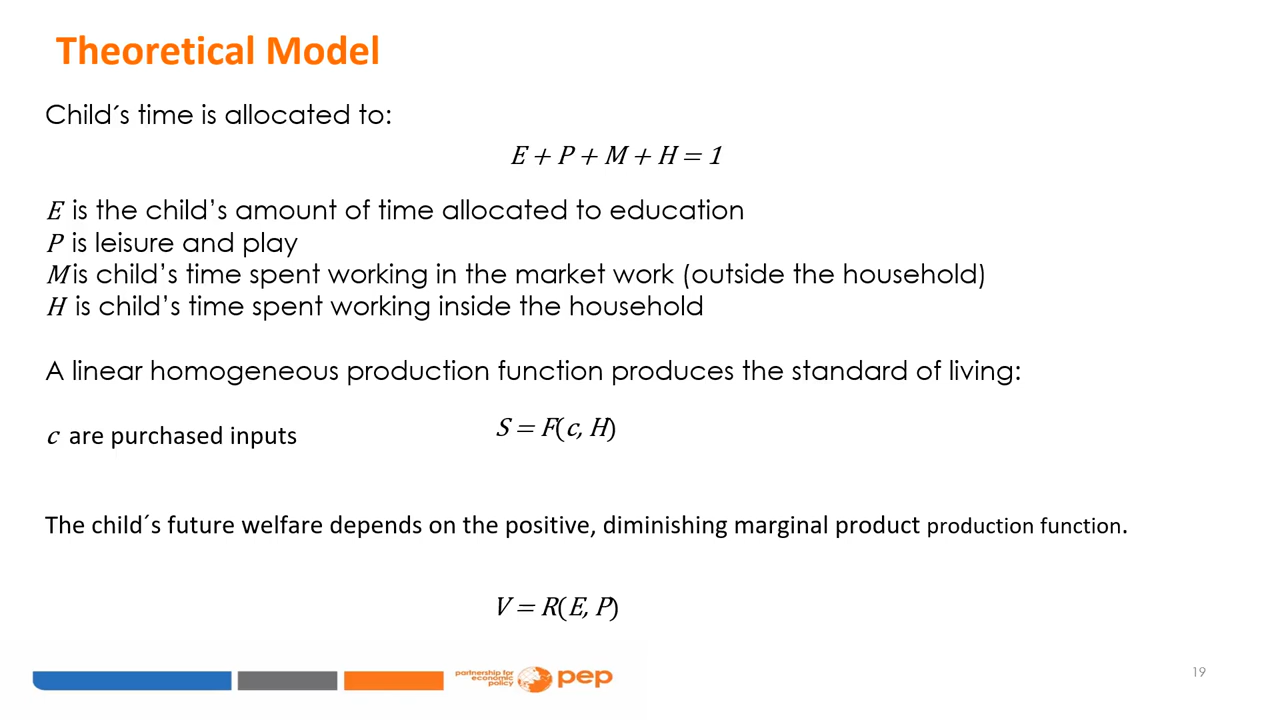 Theoretical Model
Child´s time is allocated to:
E + P + M + H = 1
E is the child’s amount of time allocated to education
P is leisure and play
M is child’s time spent working in the market work (outside the household)
H is child’s time spent working inside the household
A linear homogeneous production function produces the standard of living:
S = F(c, H)
c are purchased inputs
The child´s future welfare depends on the positive, diminishing marginal product production function.
V = R(E, P)
partnership for
economic
policy
pep
19